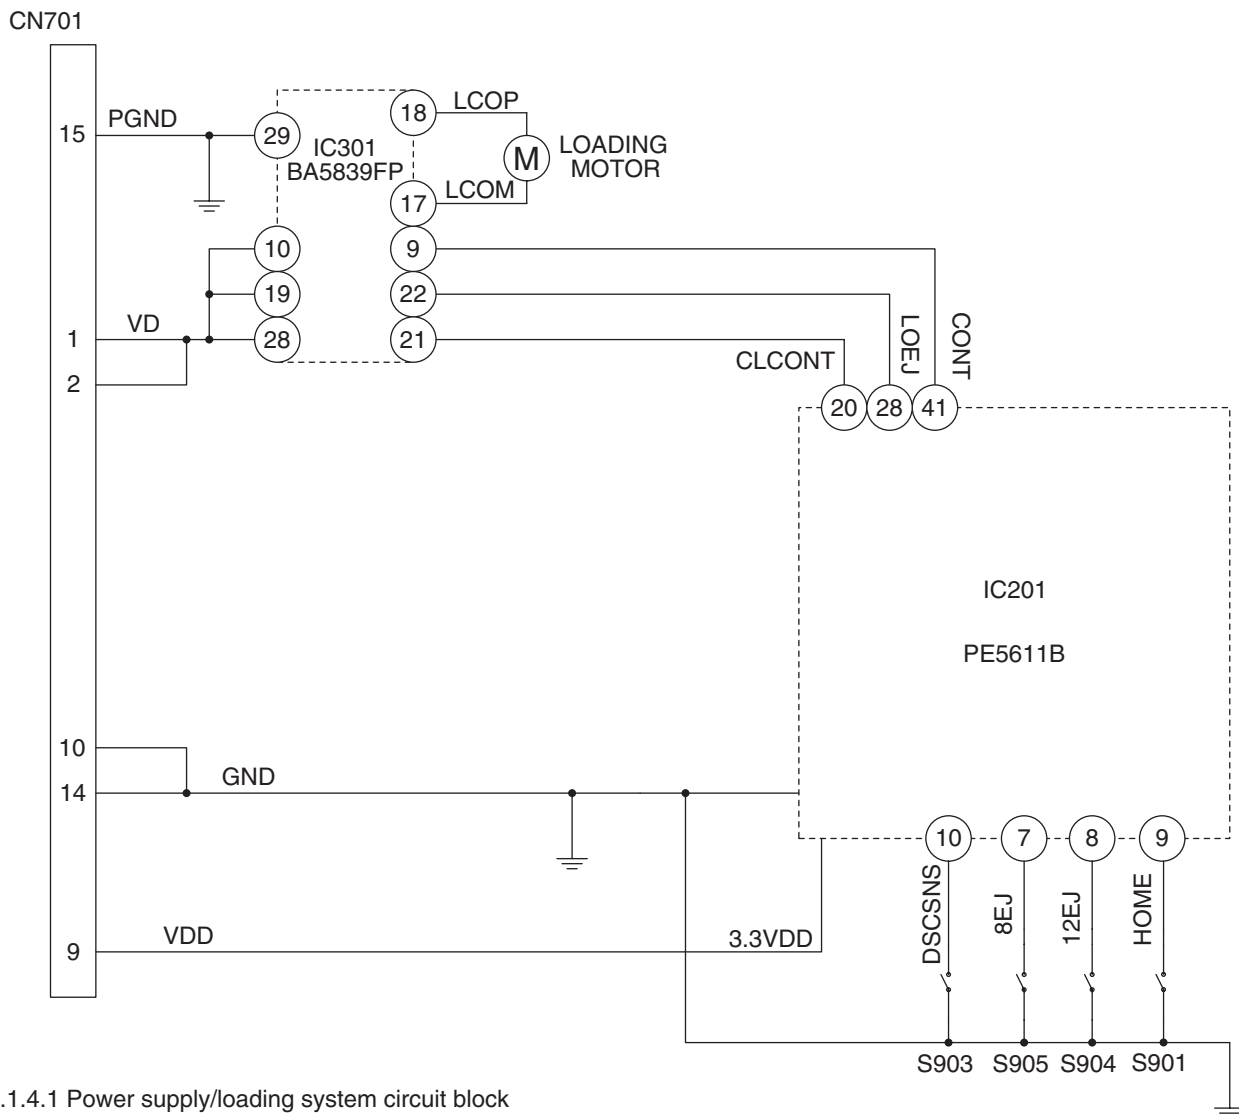 CN701
15
PGND
29
IC301
BA5839FP
18
LCOP
M
LOADING
MOTOR
17
LCOM
10
9
19
22
1
VD
28
21
2
CLCONT
LOEJ
CONT
20
28
41
IC201
PE5611B
10
14
GND
10
7
8
9
DSCSNS
8EJ
12EJ
HOME
9
VDD
3.3VDD
S903
S905
S904
S901
.1.4.1 Power supply/loading system circuit block